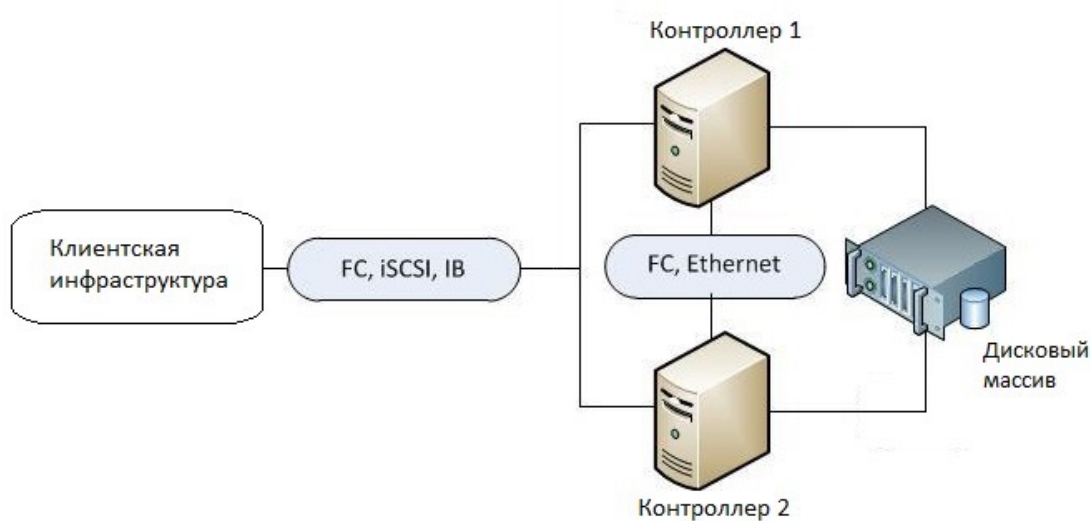 Контроллер 1
Клиентская
инфраструктура
FC, iSCSI, IB
FC, Ethernet
Дисковый
массив
Контроллер 2